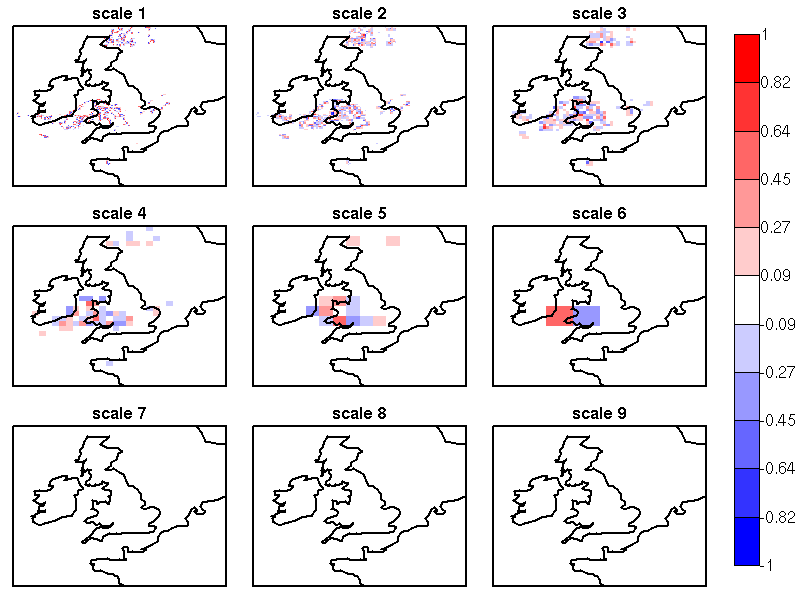 scale 1
scale 2
scale 3
scale 4
scale 5
scale 6
scale 7
scale 8
scale 9
1
0.82
0.64
0.45
0.27
0.09
-0.09
-0.27
-0.45
-0.64
-0.82
-1